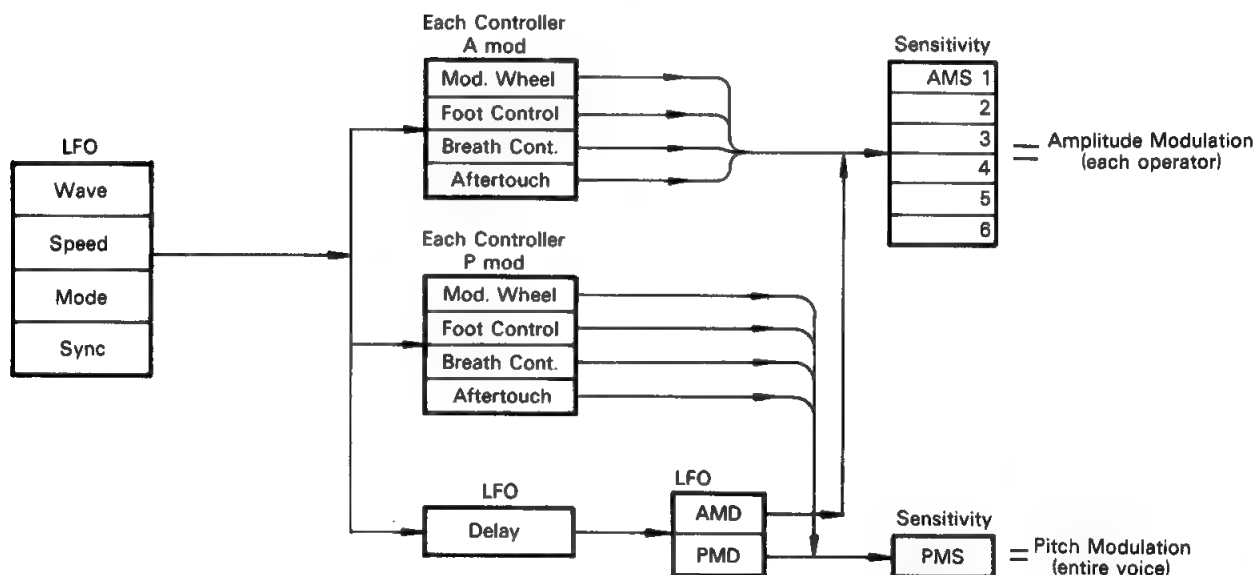 LFO
Wave
Speed
Mode
Sync
Each Controller
A mod
Mod. Wheel
Foot Control
Breath Cont.
Aftertouch
Each Controller
P mod
Mod. Wheel
Foot Control
Breath Cont.
Aftertouch
LFO
Delay
LFO
AMD
PMD
Sensitivity
AMS 1
2
3
4
5
6
= Amplitude Modulation
(each operator)
Sensitivity
PMS
= Pitch Modulation
(entire voice)